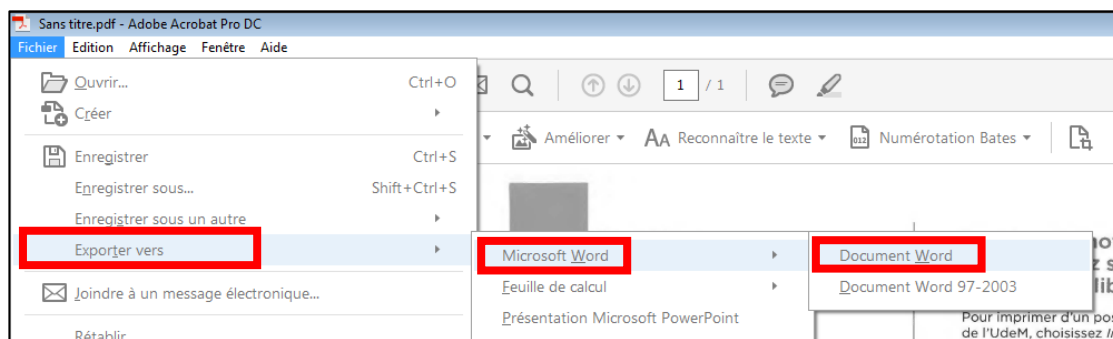 Sans titre.pdf - Adobe Acrobat Pro DC
Fichier Edition Affichage Fenêtre Aide
Ouvrir... Ctrl+O
1 / 1
Créer
Améliorer AA Reconnaître le texte 012 Numérotation Bates
Enregistrer Ctrl+S
Enregistrer sous... Shift+Ctrl+S
Enregistrer sous un autre
Exporter vers
Microsoft Word
Document Word
Feuille de calcul
Document Word 97-2003
Joindre à un message électronique...
Présentation Microsoft PowerPoint
Pour imprimer d'un
Rétablir
de l'UdeM, choisissez